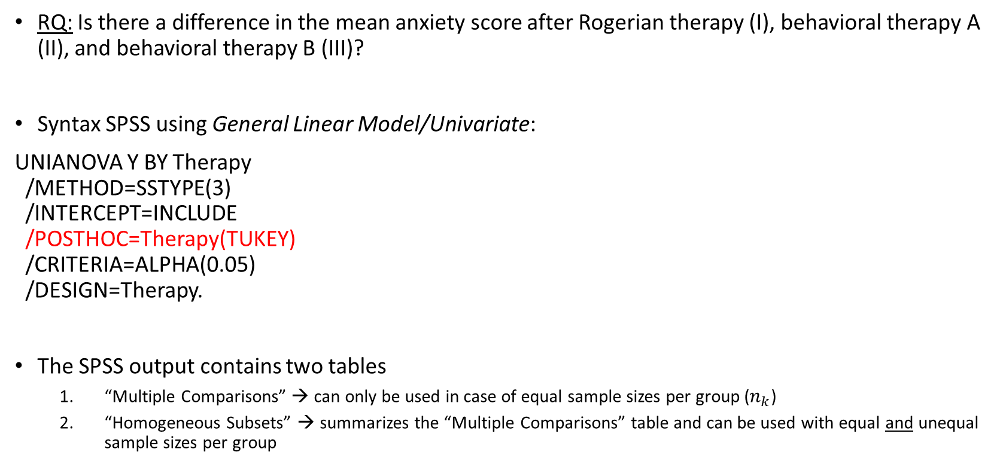 • RQ: Is there a difference in the mean anxiety score after Rogerian therapy (I), behavioral therapy A
(II), and behavioral therapy B (III)?
• Syntax SPSS using General Linear Model/Univariate:
UNIANOVA Y BY Therapy
/METHOD=SSTYPE(3)
/INTERCEPT=INCLUDE
/POSTHOC=Therapy(TUKEY)
/CRITERIA=ALPHA(0.05)
/DESIGN=Therapy.
• The SPSS output contains two tables
1. “Multiple Comparisons” → can only be used in case of equal sample sizes per group (nₖ)
2. “Homogeneous Subsets” → summarizes the “Multiple Comparisons” table and can be used with equal and unequal
sample sizes per group